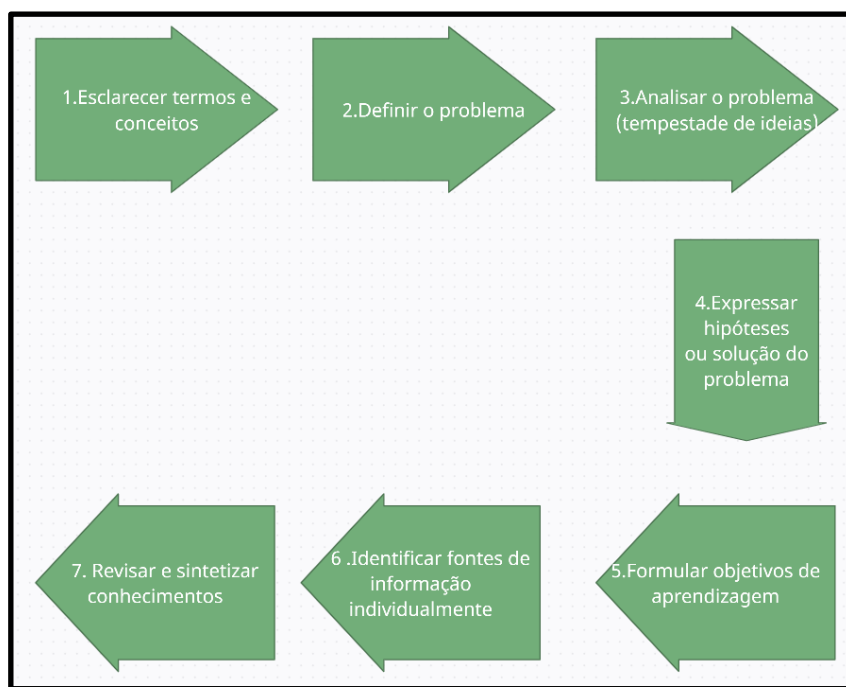 1.Esclarecer termos e
conceitos
2.Definir o problema
3.Analisar o problema
(tempestade de ideias)
4.Expressar
hipóteses
ou solução do
problema
5.Formular objetivos de
aprendizagem
6 .Identificar fontes de
informação
individualmente
7. Revisar e sintetizar
conhecimentos